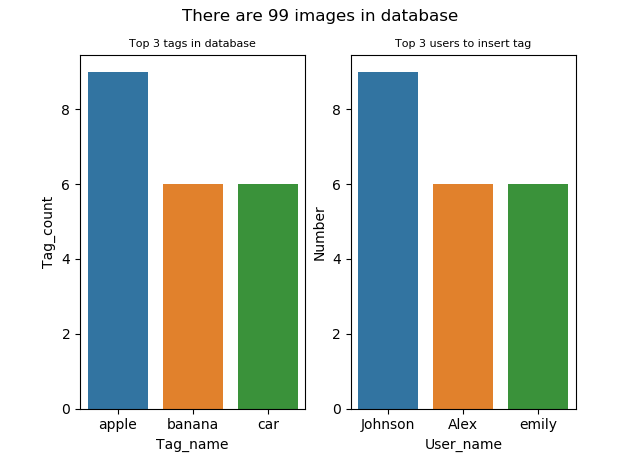 There are 99 images in database
Top 3 tags in database
Tag_count
8
6
4
2
0
apple banana car
Tag_name
Top 3 users to insert tag
Number
8
6
4
2
0
Johnson Alex emily
User_name